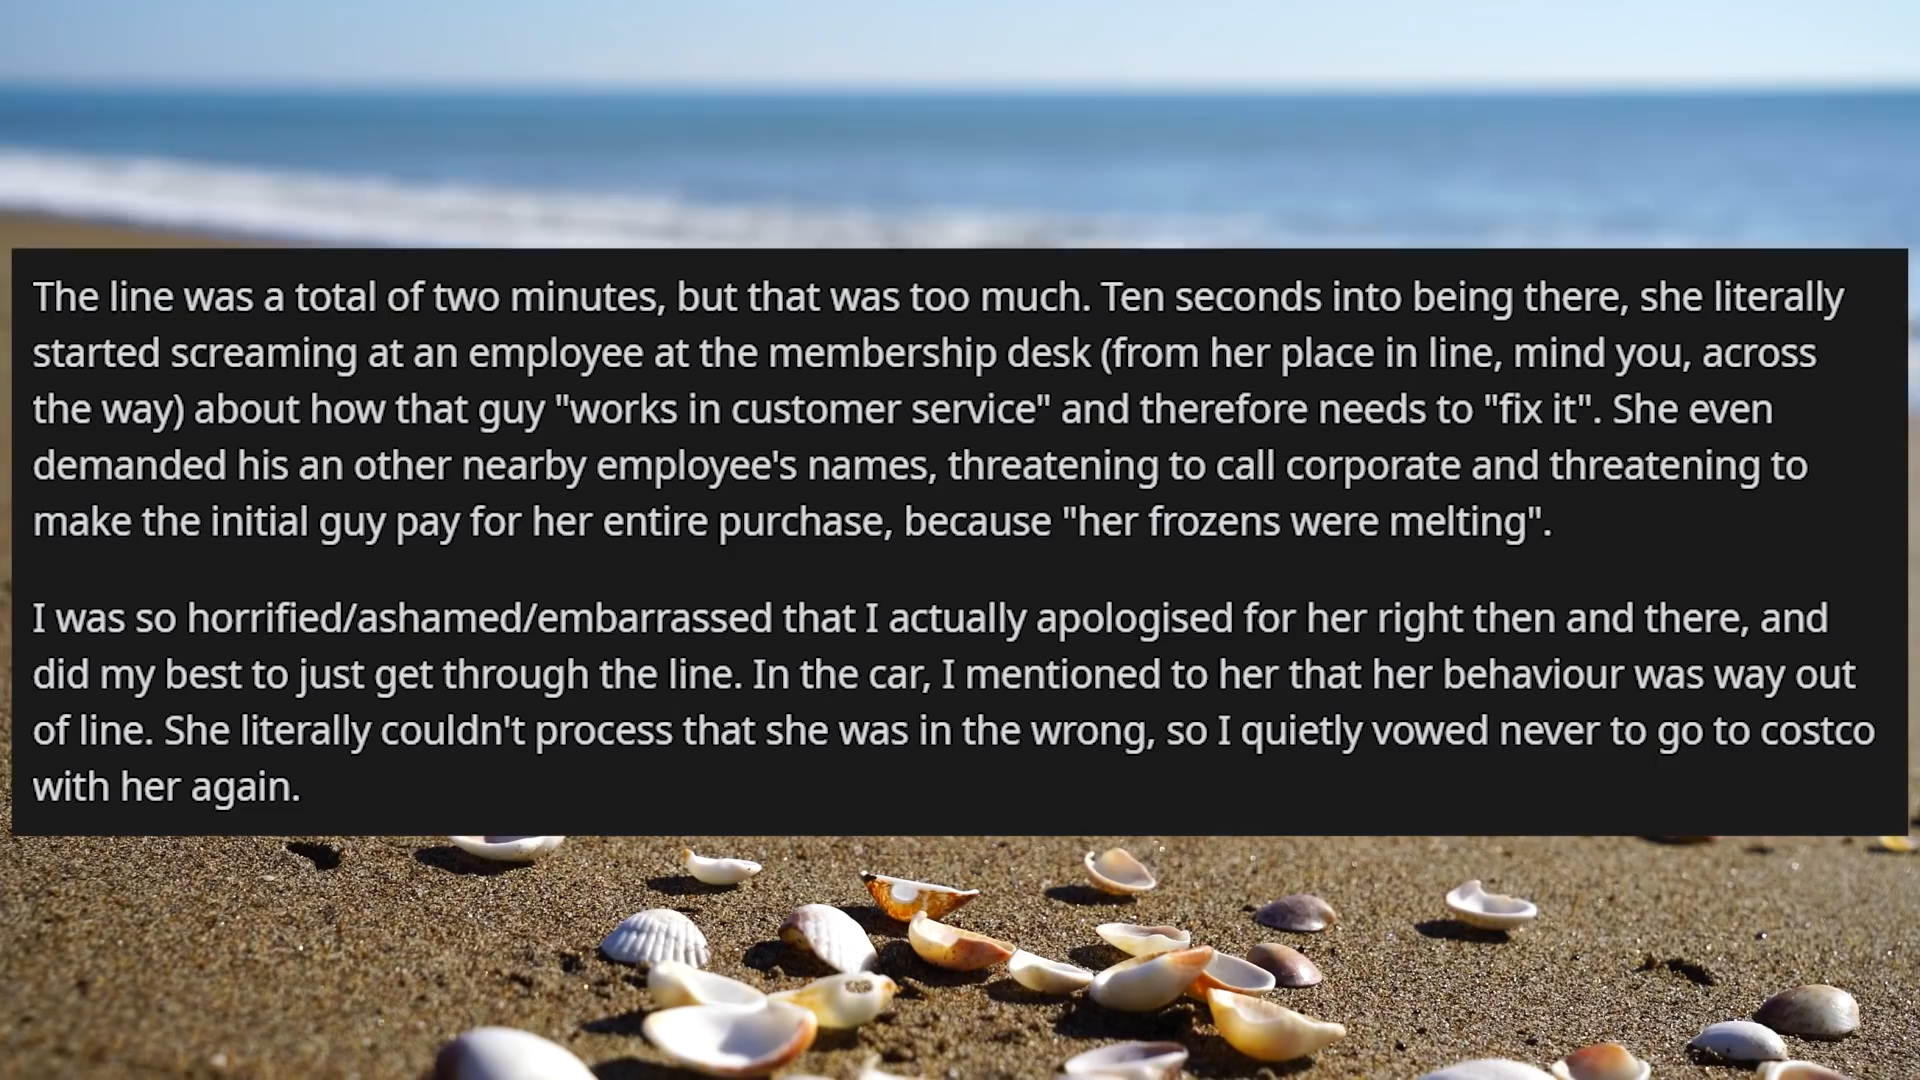 The line was a total of two minutes, but that was too much. Ten seconds into being there, she literally
started screaming at an employee at the membership desk (from her place in line, mind you, across
the way) about how that guy "works in customer service" and therefore needs to "fix it". She even
demanded his an other nearby employee's names, threatening to call corporate and threatening to
make the initial guy pay for her entire purchase, because "her frozens were melting".
I was so horrified/ashamed/embarrassed that I actually apologised for her right then and there, and
did my best to just get through the line. In the car, I mentioned to her that her behaviour was way out
of line. She literally couldn't process that she was in the wrong, so I quietly vowed never to go to costco
with her again.